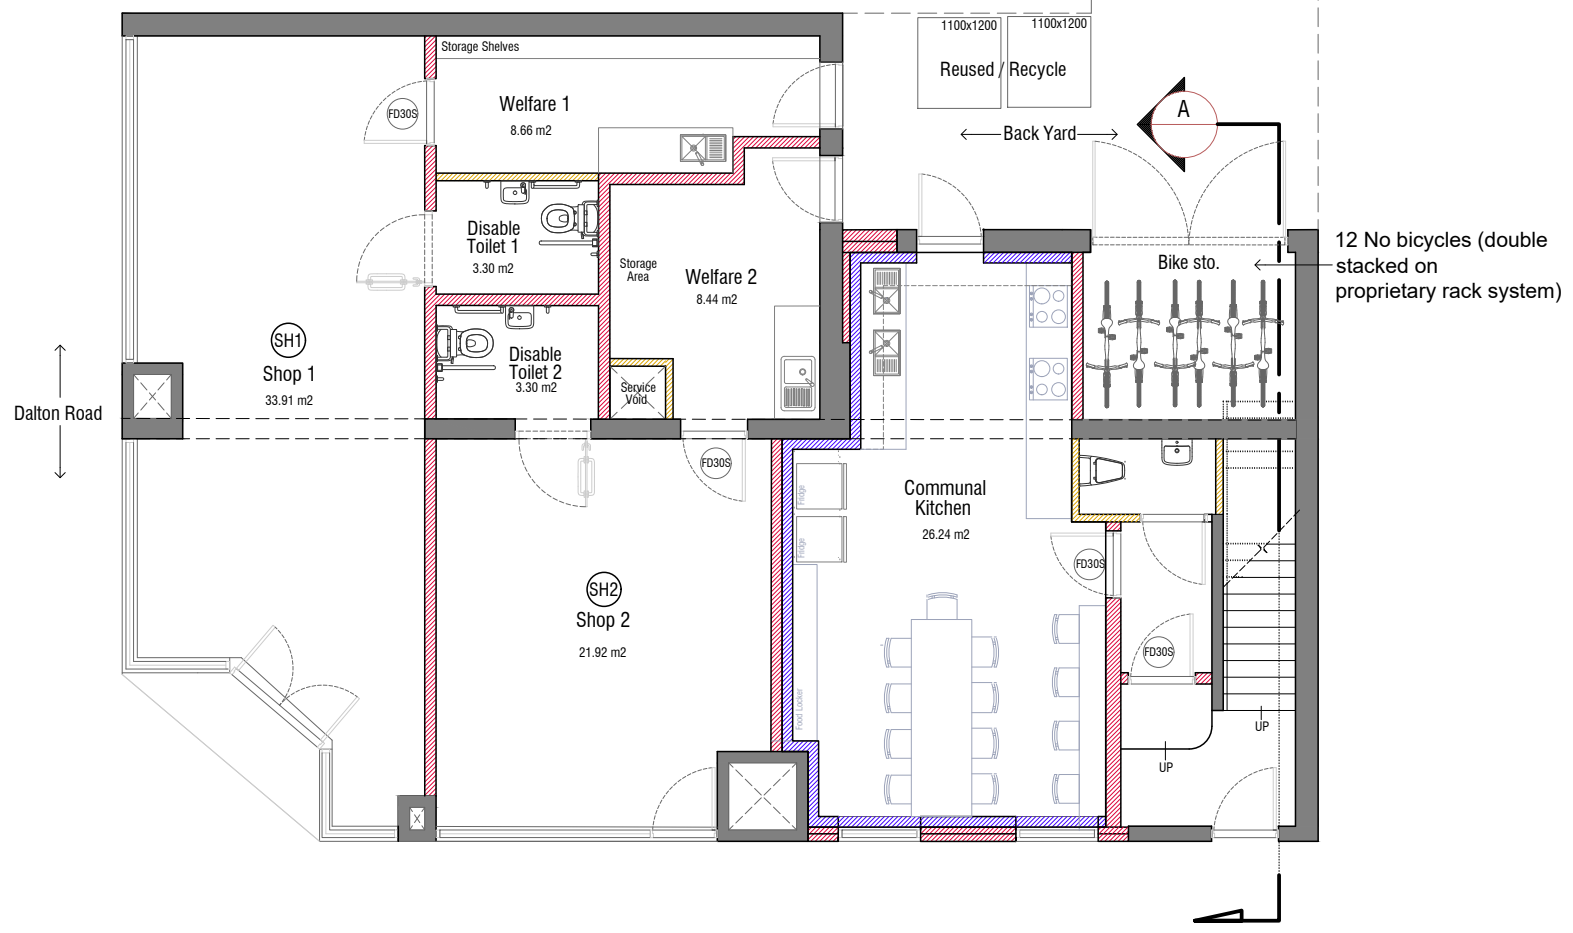 1100x1200
1100x1200
Storage Shelves
Reused / Recycle
Welfare 1
8.66 m2
FD30S
A
Back Yard
Disable
Toilet 1
3.30 m2
Storage
Area
Welfare 2
8.44 m2
Bike sto.
12 No bicycles (double
stacked on
proprietary rack system)
SH1
Shop 1
33.91 m2
Disable
Toilet 2
3.30 m2
Service
Void
Dalton Road
FD30S
Fridge
Fridge
Communal
Kitchen
26.24 m2
FD30S
SH2
Shop 2
21.92 m2
FD30S
Food Locker
UP
UP